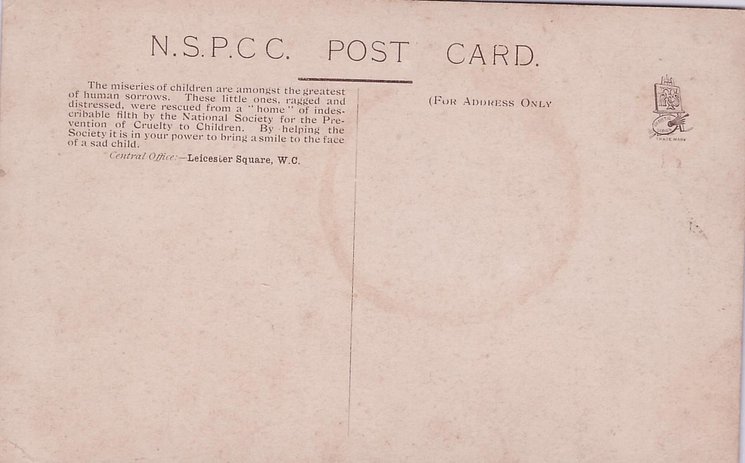 N.S.P.C.C. POST CARD.
The miseries of children are amongst the greatest
of human sorrows. These little ones, ragged and
distressed, were rescued from a "home" of indes-
cribable filth by the National Society for the Pre-
vention of Cruelty to Children. By helping the
Society it is in your power to bring a smile to the face
of a sad child.
Central Office:—Leicester Square, W.C.
(For Address Only
TRADE MARK